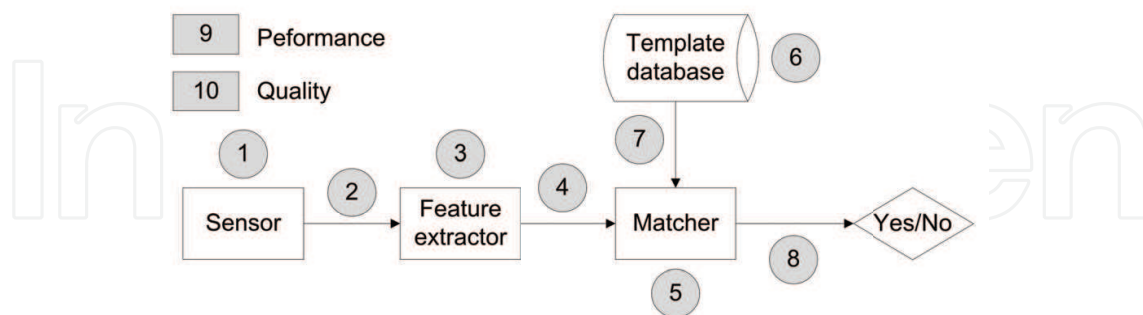 9 Peformance
10 Quality
Template
database
6
1
3
7
2
4
Sensor
Feature
extractor
Matcher
Yes/No
8
5